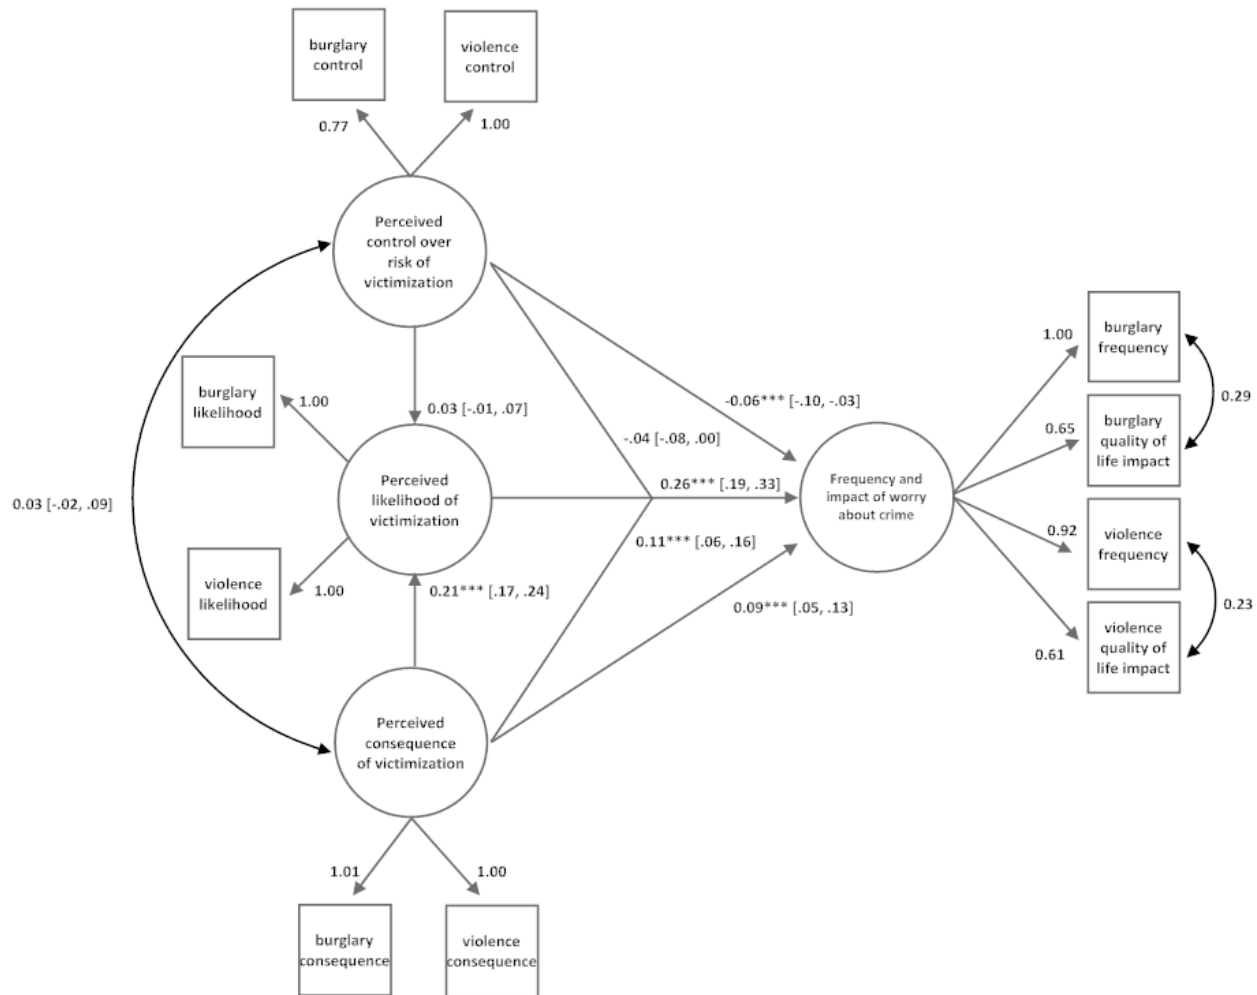 burglary
control
violence
control
0.77
1.00
Perceived
control over
risk of
victimization
burglary
likelihood
1.00
0.03 [-.01, .07]
-0.06*** [-.10, -.03]
-.04 [-.08, .00]
1.00
burglary
frequency
0.29
0.65
burglary
quality of
life impact
0.03 [-.02, .09]
Perceived
likelihood of
victimization
0.26*** [.19, .33]
Frequency and
impact of worry
about crime
0.11*** [.06, .16]
0.92
violence
frequency
violence
likelihood
1.00
0.21*** [.17, .24]
0.09*** [.05, .13]
0.23
0.61
violence
quality of
life impact
Perceived
consequence
of victimization
1.01
1.00
burglary
consequence
violence
consequence